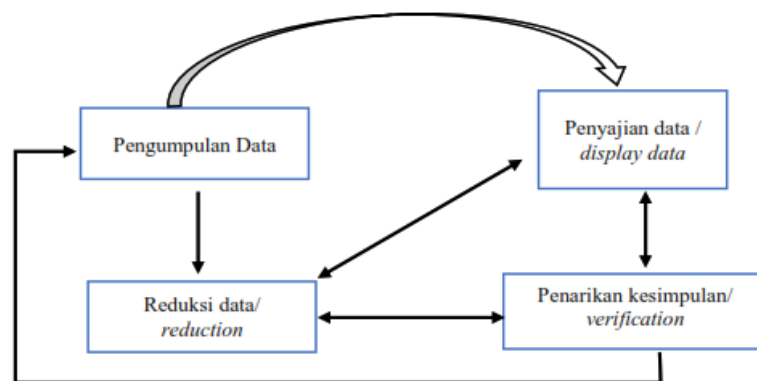 Pengumpulan Data
Penyajian data /
display data
Reduksi data/
reduction
Penarikan kesimpulan/
verification